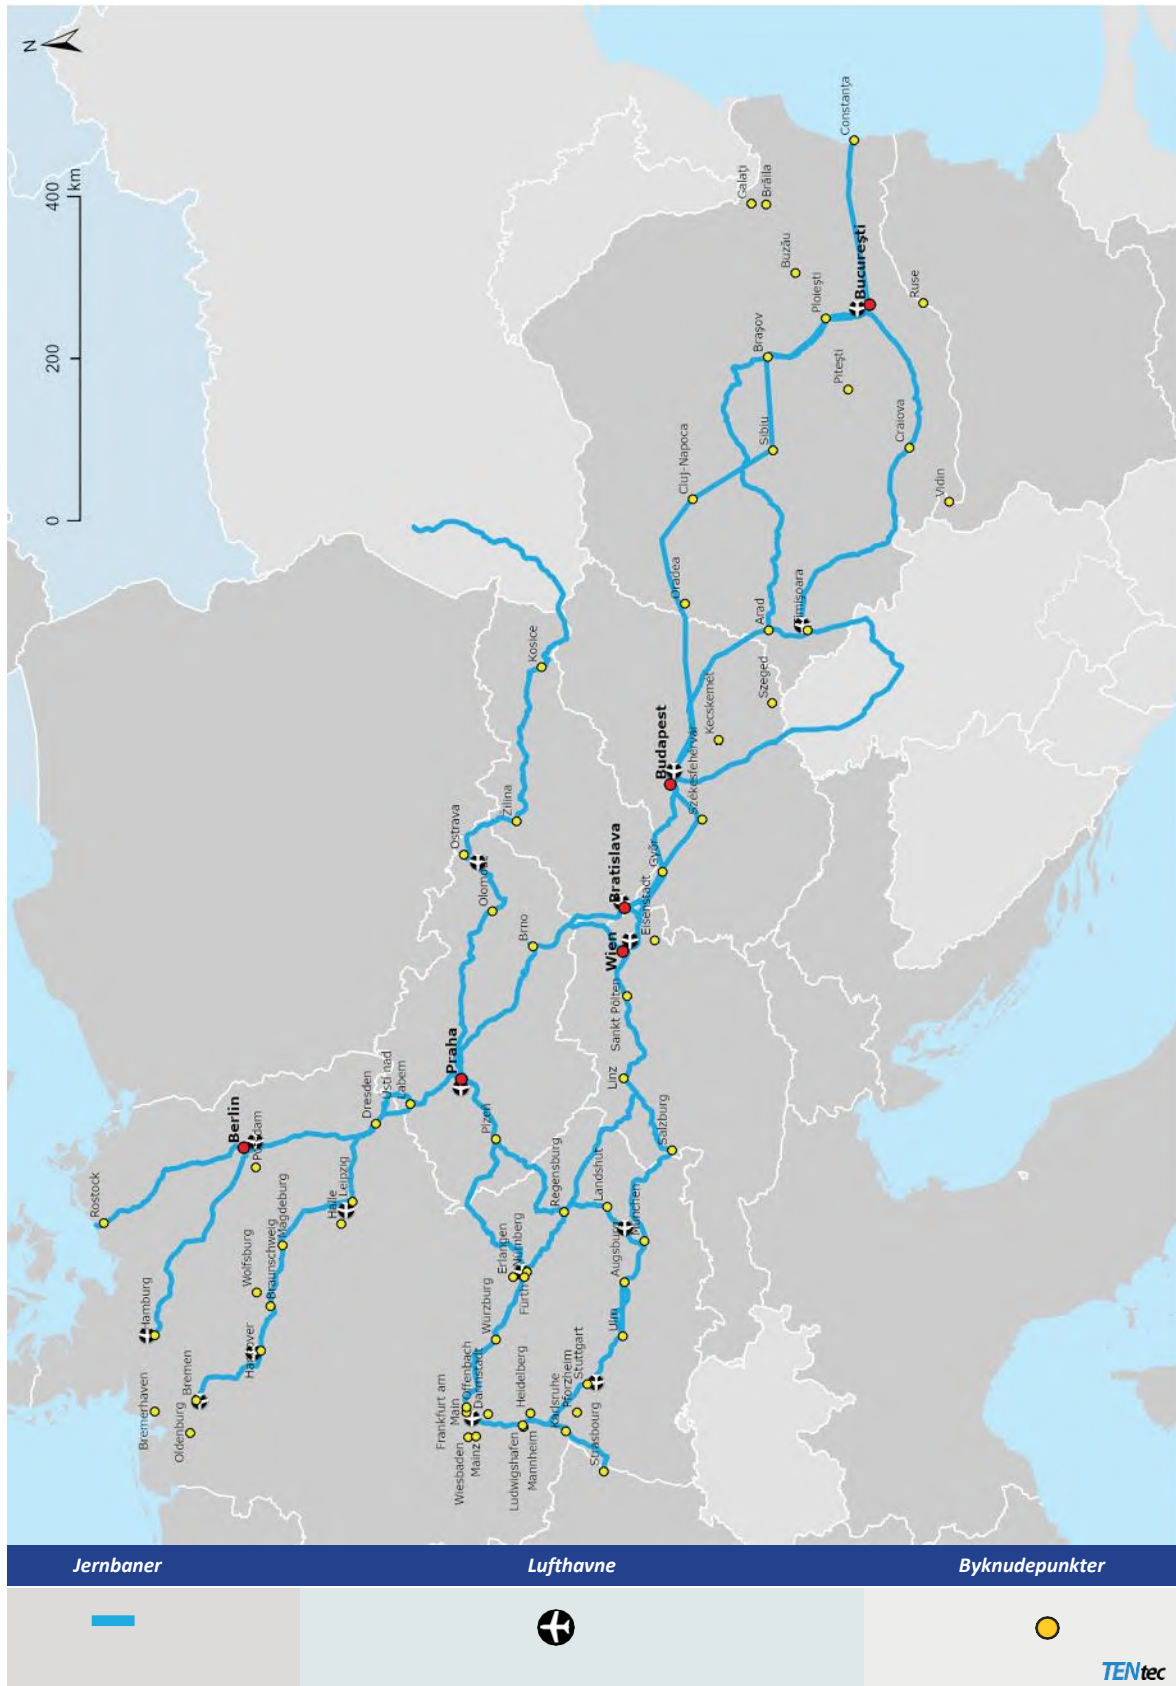 N
0
200
400
km
Rostock
Hamburg
Bremerhaven
Bremen
Oldenburg
Hannover
Wolfsburg
Braunschweig
Magdeburg
Berlin
Potsdam
Halle
Leipzig
Dresden
Ústí nad
Labem
Praha
Plzen
Ostrava
Olomouc
Brno
Žilina
Kosice
Frankfurt am
Main
Offenbach
Darmstadt
Wiesbaden
Mainz
Würzburg
Erlangen
Nürnberg
Fürth
Ludwigshafen
Mannheim
Heidelberg
Karlsruhe
Pforzheim
Stuttgart
Strasbourg
Ulm
Augsburg
München
Regensburg
Landshut
Salzburg
Linz
Sankt Pölten
Wien
Bratislava
Eisenstadt
Győr
Budapest
Székesfehérvár
Kecskemét
Szeged
Oradea
Arad
Timișoara
Cluj-Napoca
Sibiu
Brașov
Craiova
Vidin
Pitești
Ploiești
București
Ruse
Buzău
Galați
Brăila
Constanța
Jernbaner
Lufthavne
Byknudepunkter
TENtec